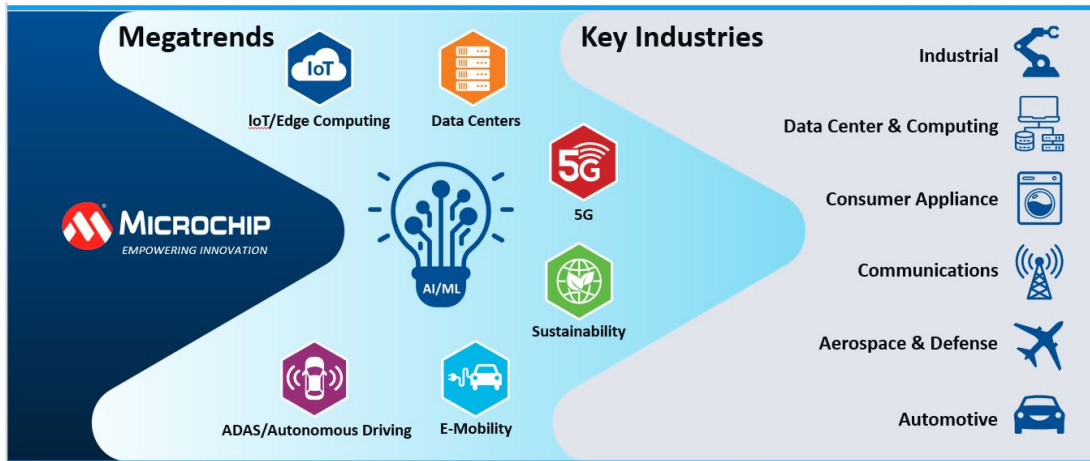 Megatrends
Key Industries
IoT
IoT/Edge Computing
Data Centers
5G
5G
AI/ML
Sustainability
ADAS/Autonomous Driving
E-Mobility
MICROCHIP
EMPOWERING INNOVATION
Industrial
Data Center & Computing
Consumer Appliance
Communications
Aerospace & Defense
Automotive